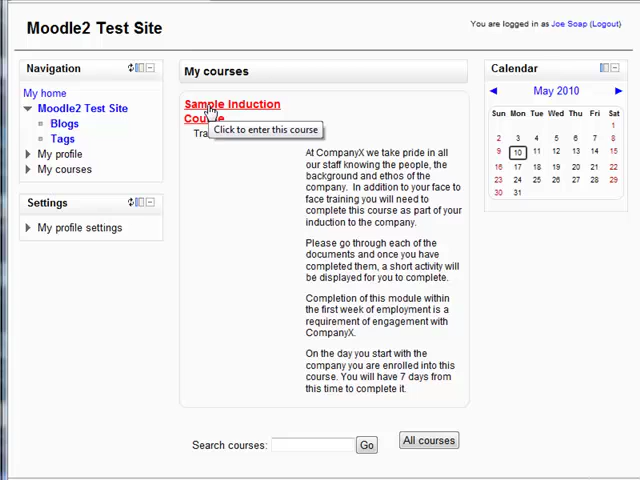 Moodle2 Test Site
You are logged in as Joe Soap (Logout)
Navigation
My home
Moodle2 Test Site
Blogs
Tags
My profile
My courses
Settings
My profile settings
My courses
Sample Induction
Course
Click to enter this course
At CompanyX we take pride in all
our staff knowing the people, the
background and ethos of the
company. In addition to your face to
face training you will need to
complete this course as part of your
induction to the company.
Please go through each of the
documents and once you have
completed them, a short activity will
be displayed for you to complete.
Completion of this module within
the first week of employment is a
requirement of engagement with
CompanyX.
On the day you start with the
company you are enrolled into this
course. You will have 7 days from
this time to complete it.
Search courses:
Go
All courses
Calendar
May 2010
Sun Mon Tue Wed Thu Fri Sat
1
2 3 4 5 6 7 8
9 10 11 12 13 14 15
16 17 18 19 20 21 22
23 24 25 26 27 28 29
30 31